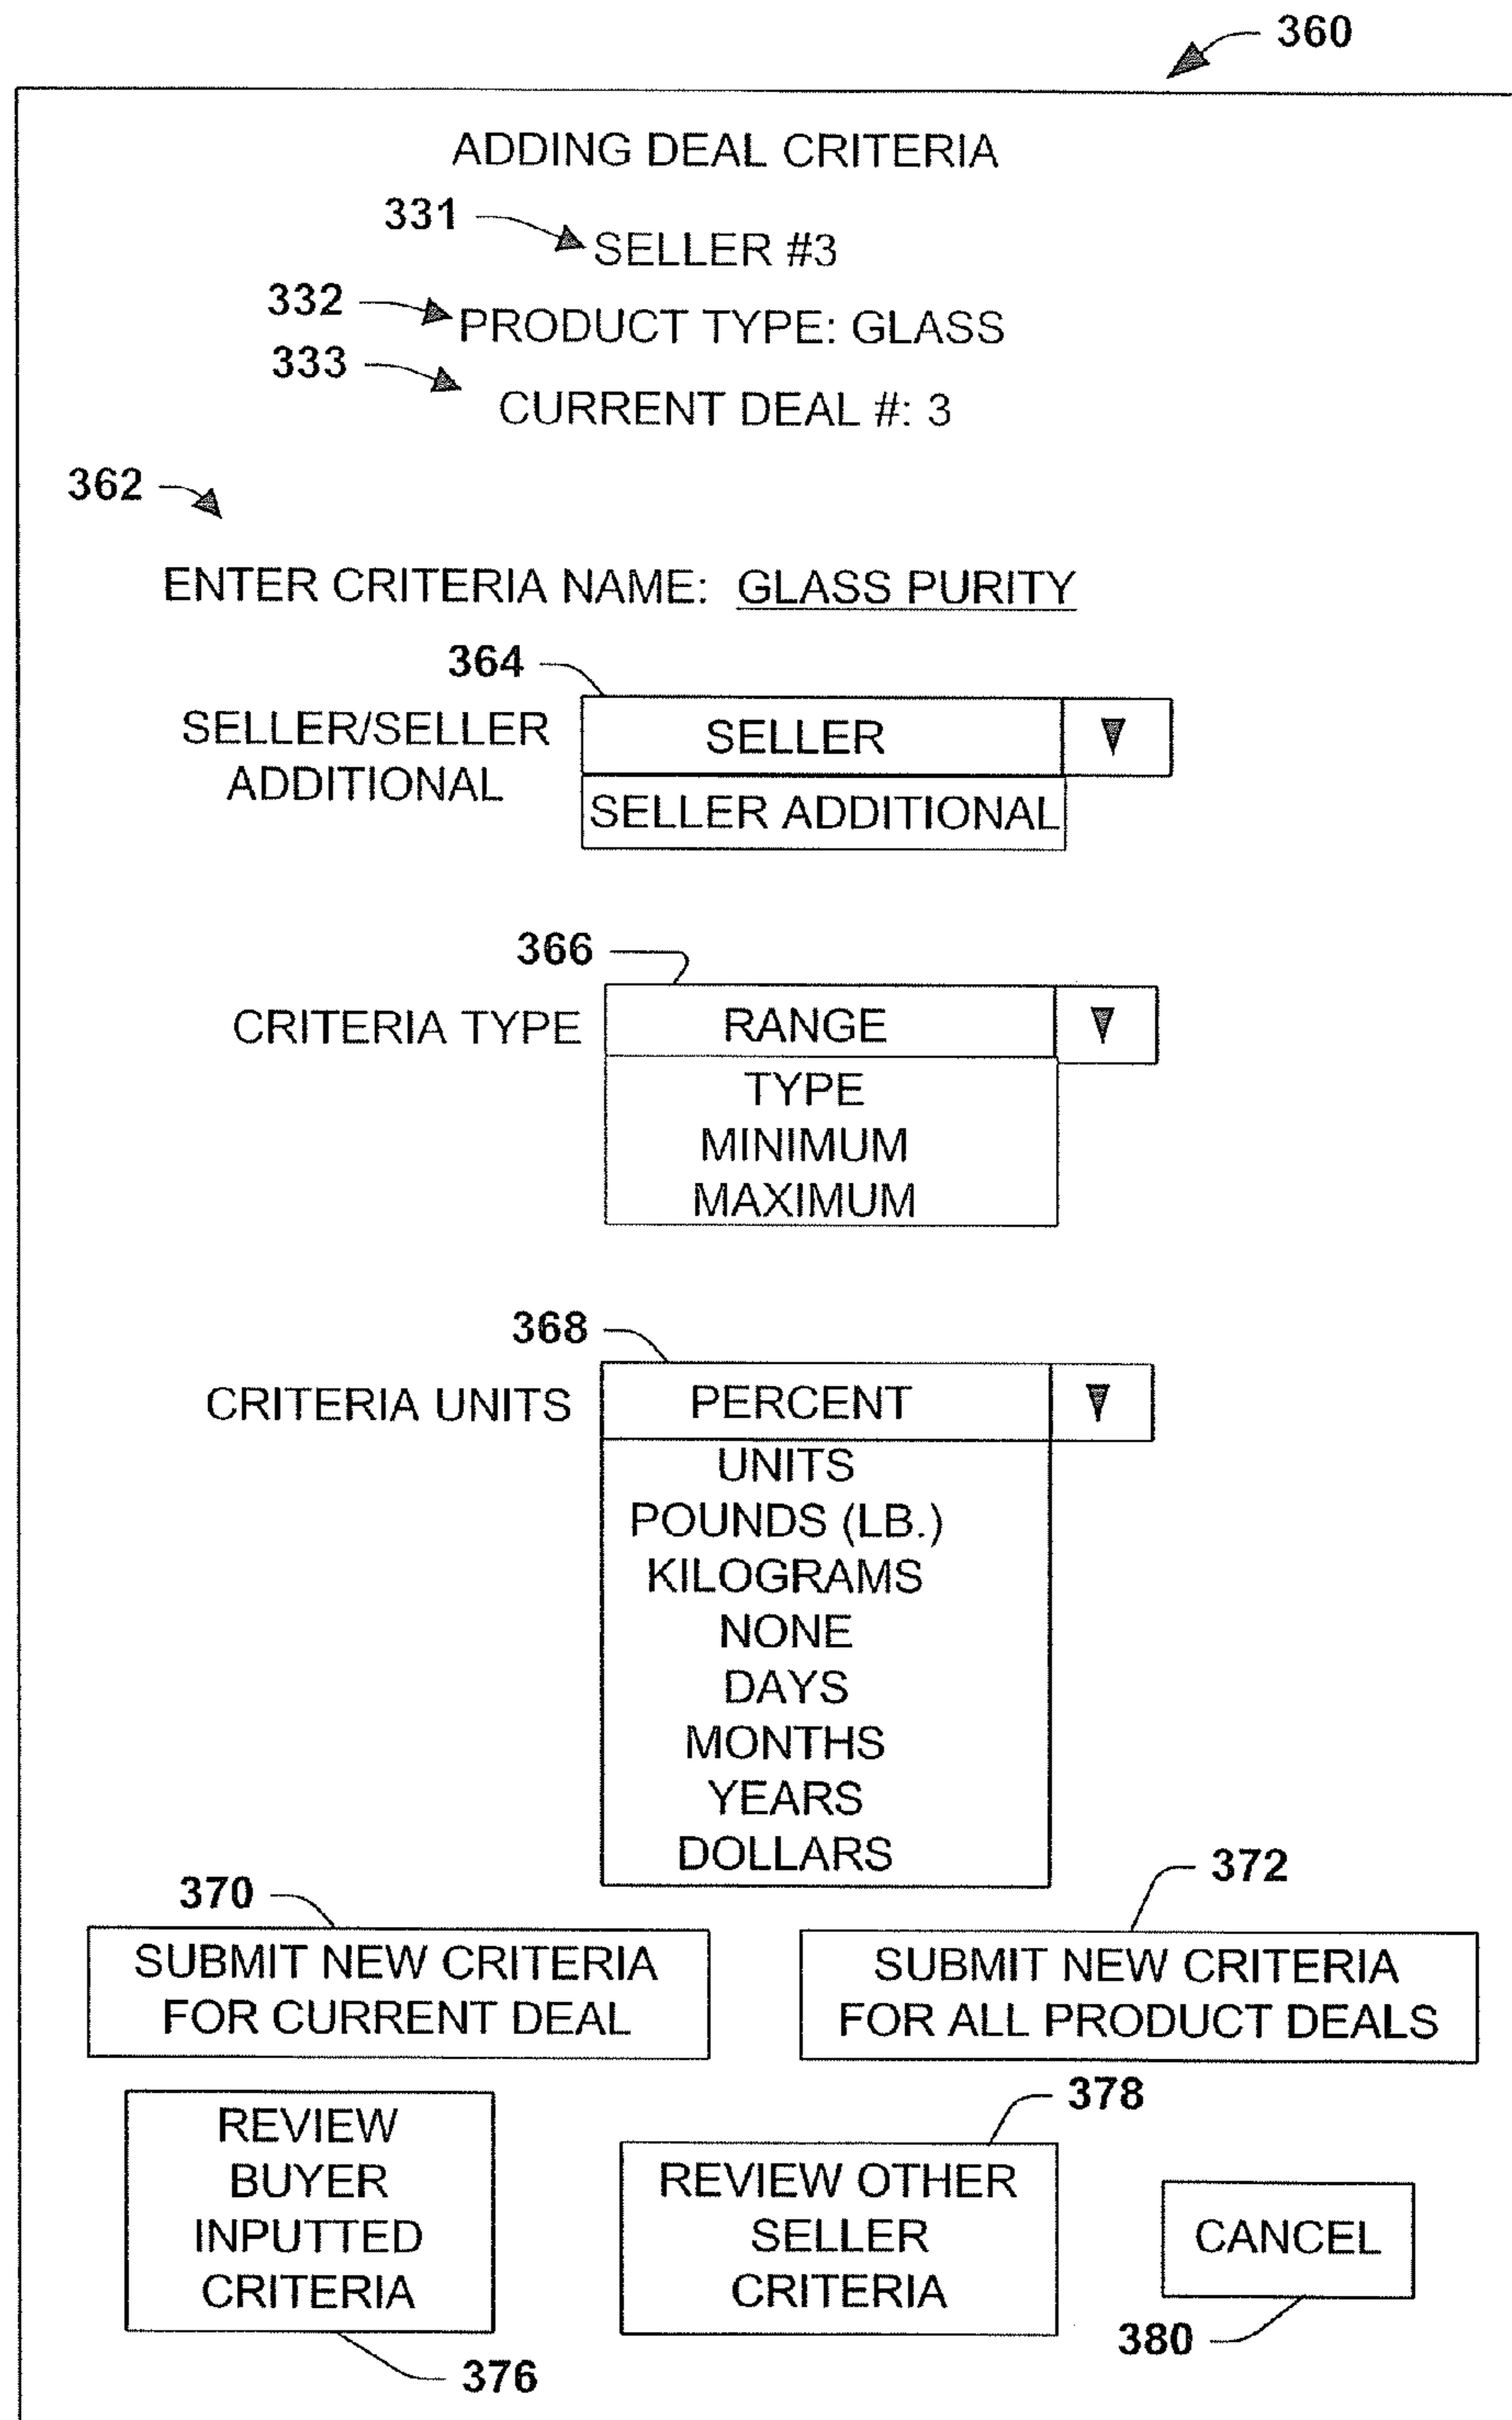 360
ADDING DEAL CRITERIA
331
SELLER #3
332
PRODUCT TYPE: GLASS
333
CURRENT DEAL #: 3
362
ENTER CRITERIA NAME: GLASS PURITY
364
SELLER/SELLER
ADDITIONAL
SELLER
SELLER ADDITIONAL
366
CRITERIA TYPE
RANGE
TYPE
MINIMUM
MAXIMUM
368
CRITERIA UNITS
PERCENT
UNITS
POUNDS (LB.)
KILOGRAMS
NONE
DAYS
MONTHS
YEARS
DOLLARS
370
SUBMIT NEW CRITERIA
FOR CURRENT DEAL
372
SUBMIT NEW CRITERIA
FOR ALL PRODUCT DEALS
REVIEW
BUYER
INPUTTED
CRITERIA
376
378
REVIEW OTHER
SELLER
CRITERIA
CANCEL
380